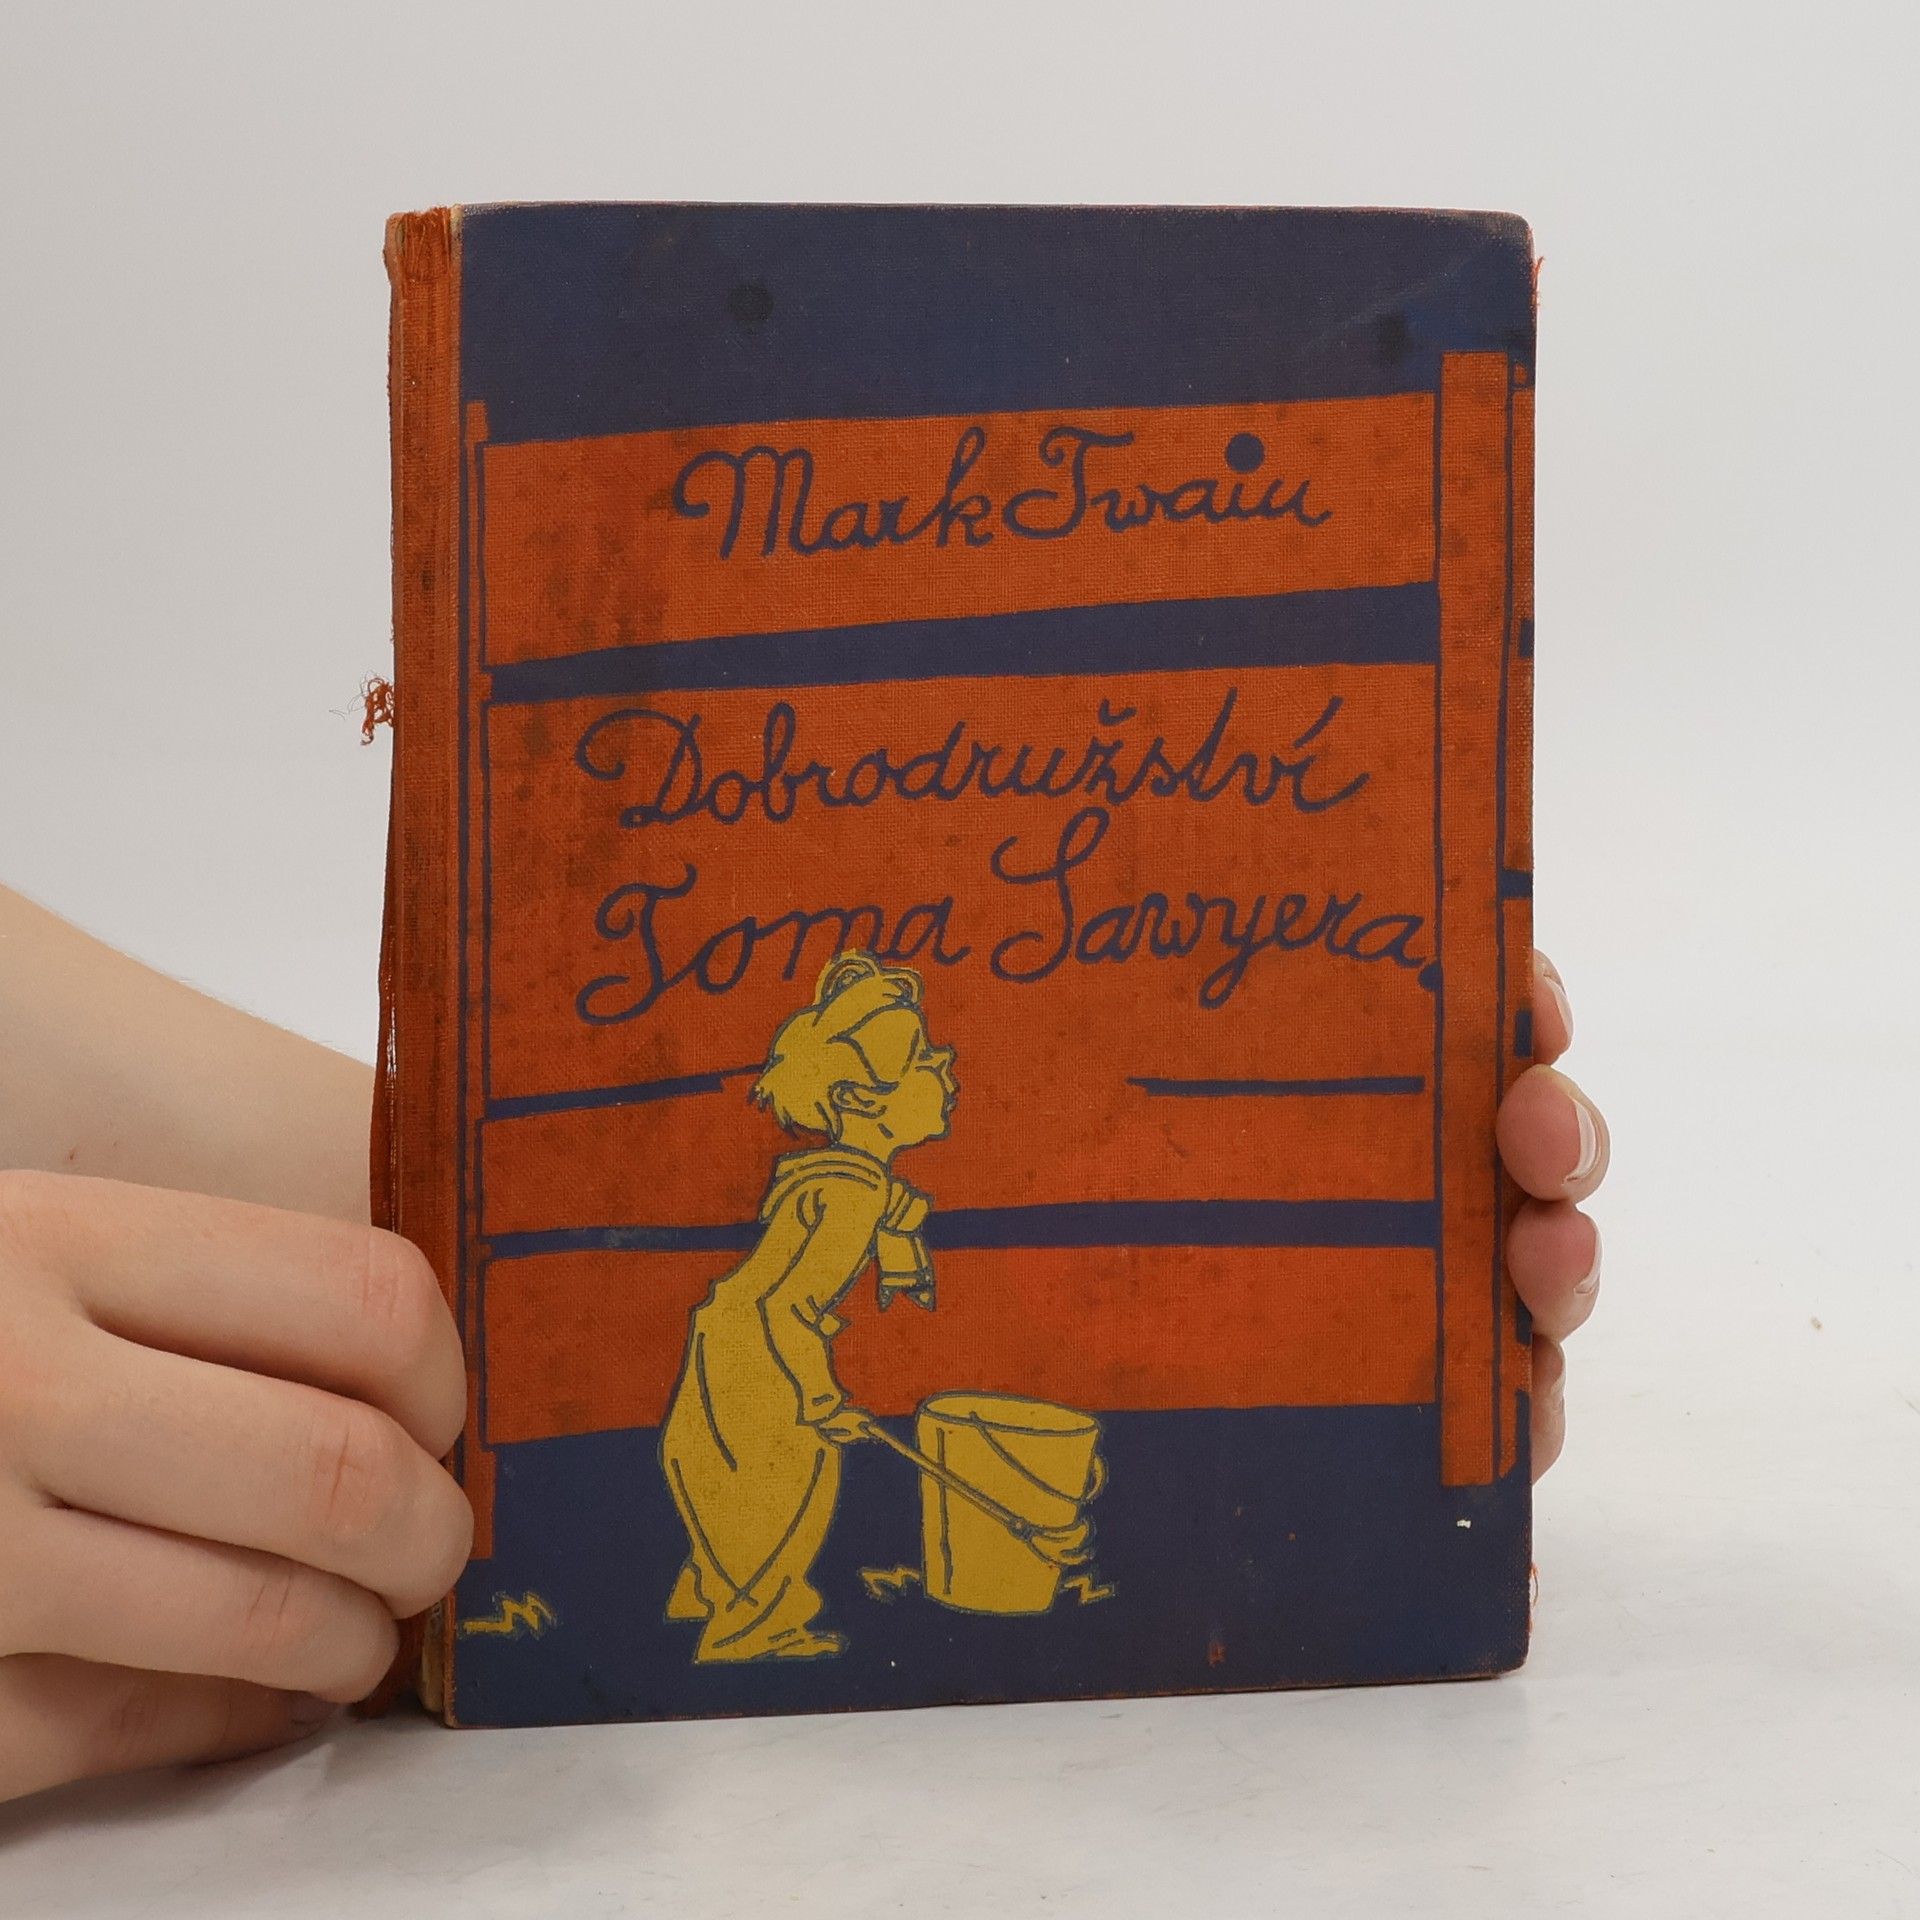 Mark Twain
Dobrodružství
Toma Sawyera.